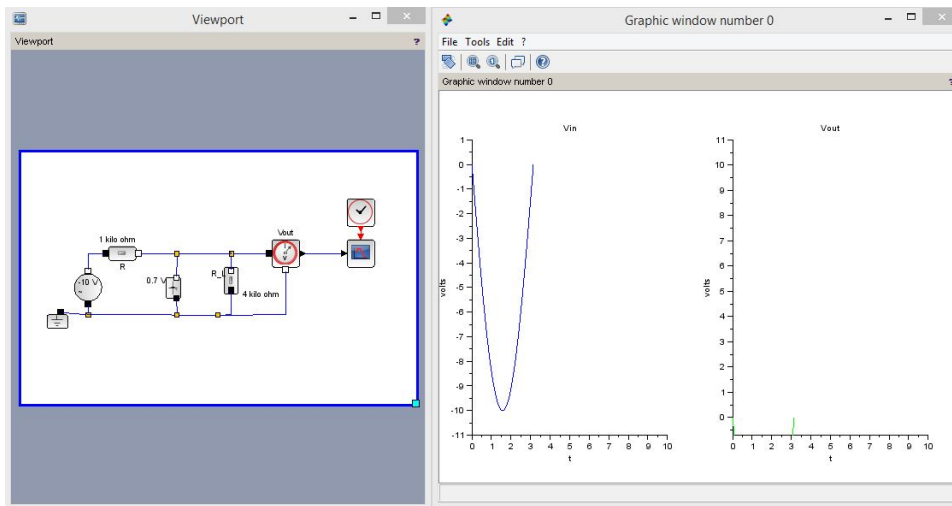 Viewport
Viewport ?
1 kilo ohm
R
-10 V
~
0.7 V
R_L
4 kilo ohm
Vout
Graphic window number 0
File Tools Edit ?
Graphic window number 0
?
Vin
volts
1
0
-1
-2
-3
-4
-5
-6
-7
-8
-9
-10
-11
0 1 2 3 4 5 6 7 8 9 10
t
Vout
volts
11
10
9
8
7
6
5
4
3
2
1
0
0 1 2 3 4 5 6 7 8 9 10
t